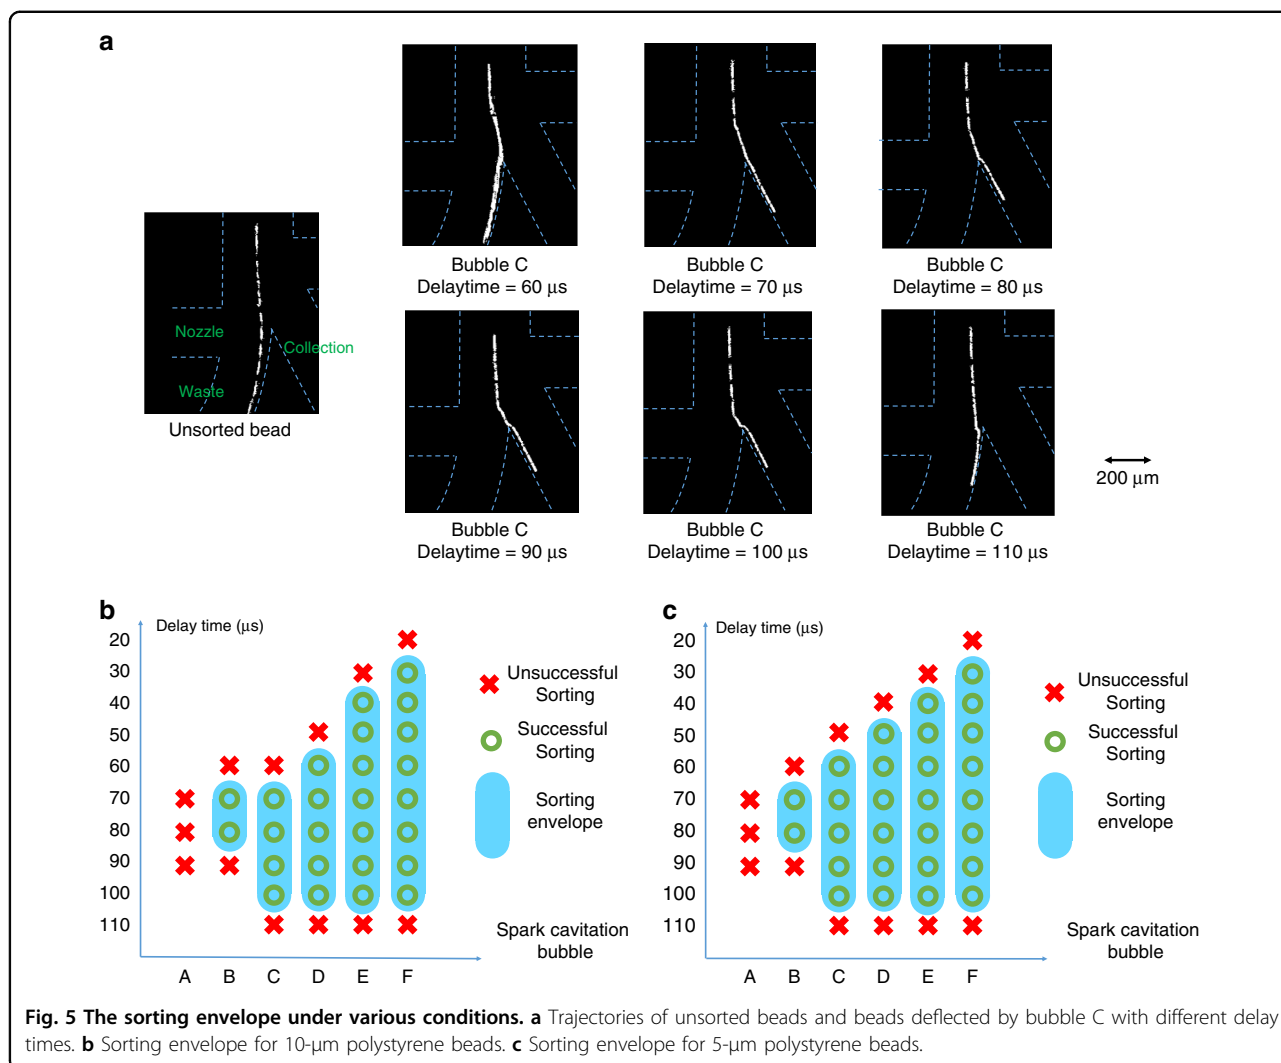 a
Nozzle
Collection
Waste
Unsorted bead
Bubble C
Delaytime = 60 μs
Bubble C
Delaytime = 70 μs
Bubble C
Delaytime = 80 μs
Bubble C
Delaytime = 90 μs
Bubble C
Delaytime = 100 μs
Bubble C
Delaytime = 110 μs
200 μm
b
Delay time (μs)
20
30
40
50
60
70
80
90
100
110
A B C D E F
Unsuccessful
Sorting
Successful
Sorting
Sorting
envelope
Spark cavitation
bubble
c
Delay time (μs)
20
30
40
50
60
70
80
90
100
110
A B C D E F
Unsuccessful
Sorting
Successful
Sorting
Sorting
envelope
Spark cavitation
bubble
Fig. 5 The sorting envelope under various conditions. a Trajectories of unsorted beads and beads deflected by bubble C with different delay
times. b Sorting envelope for 10-μm polystyrene beads. c Sorting envelope for 5-μm polystyrene beads.